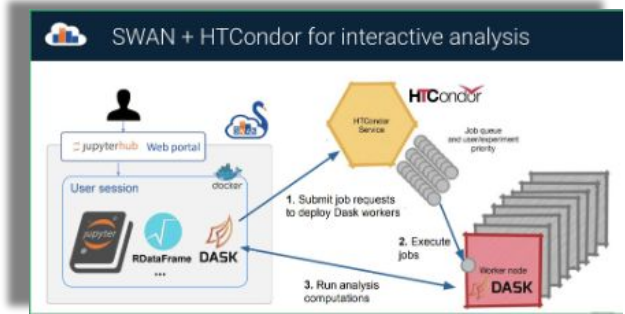 SWAN + HTCondor for interactive analysis
HTCondor
HTCondor
Service
Job queue
and user/experiment
priority
jupyterhub Web portal
User session
docker
1. Submit job requests
to deploy Dask workers
jupyter
RDataFrame
DASK
...
2. Execute
jobs
Worker node
DASK
3. Run analysis
computations